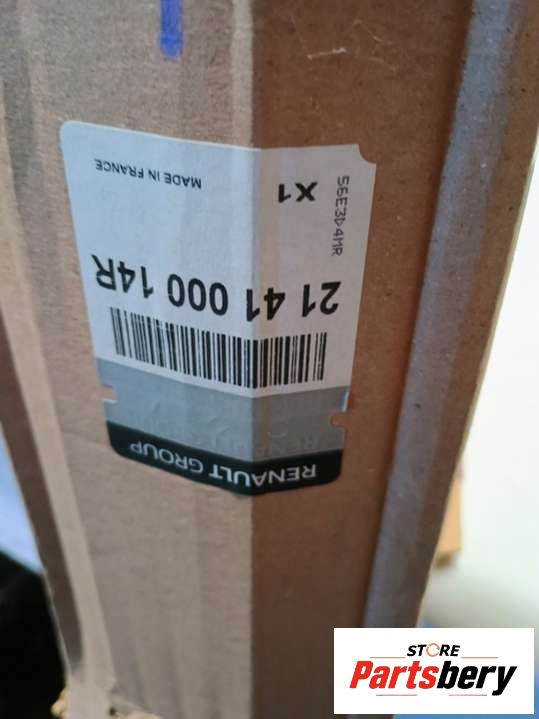 RENAULT GROUP
21 41 000 14R
X1
56E3D4MR
MADE IN FRANCE
STORE
Partsbery